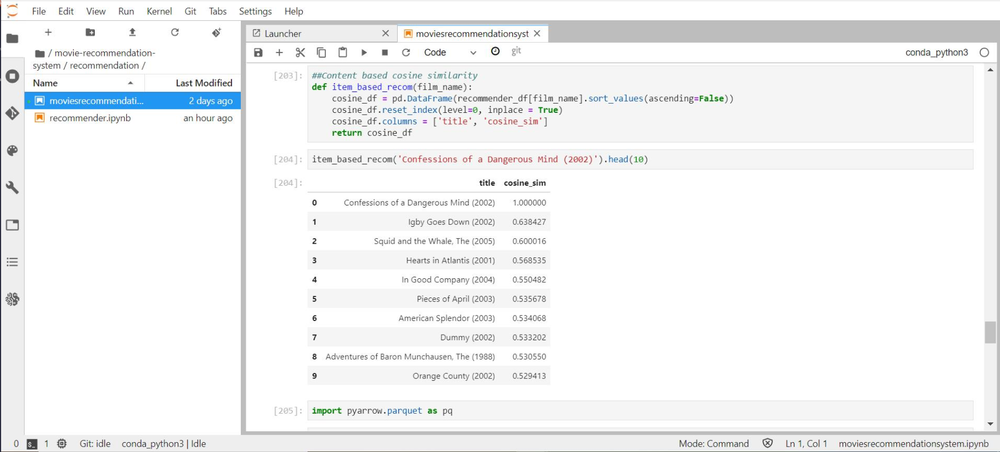 File Edit View Run Kernel Git Tabs Settings Help
Launcher
moviesrecommendationsyst
/ movie-recommendation-
system / recommendation /
Code
git
conda_python3
Name Last Modified
moviesrecommendati... 2 days ago
recommender.ipynb an hour ago
[203]: ##Content based cosine similarity
def item_based_recom(film_name):
    cosine_df = pd.DataFrame(recommender_df[film_name].sort_values(ascending=False))
    cosine_df.reset_index(level=0, inplace = True)
    cosine_df.columns = ['title', 'cosine_sim']
    return cosine_df
[204]: item_based_recom('Confessions of a Dangerous Mind (2002)').head(10)
[204]: title cosine_sim
0 Confessions of a Dangerous Mind (2002) 1.000000
1 Igby Goes Down (2002) 0.638427
2 Squid and the Whale, The (2005) 0.600016
3 Hearts in Atlantis (2001) 0.568535
4 In Good Company (2004) 0.550482
5 Pieces of April (2003) 0.535678
6 American Splendor (2003) 0.534068
7 Dummy (2002) 0.533202
8 Adventures of Baron Munchausen, The (1988) 0.530550
9 Orange County (2002) 0.529413
[205]: import pyarrow.parquet as pq
0 $_ 1 Git: idle conda_python3 | Idle Mode: Command Ln 1, Col 1 moviesrecommendationsystem.ipynb